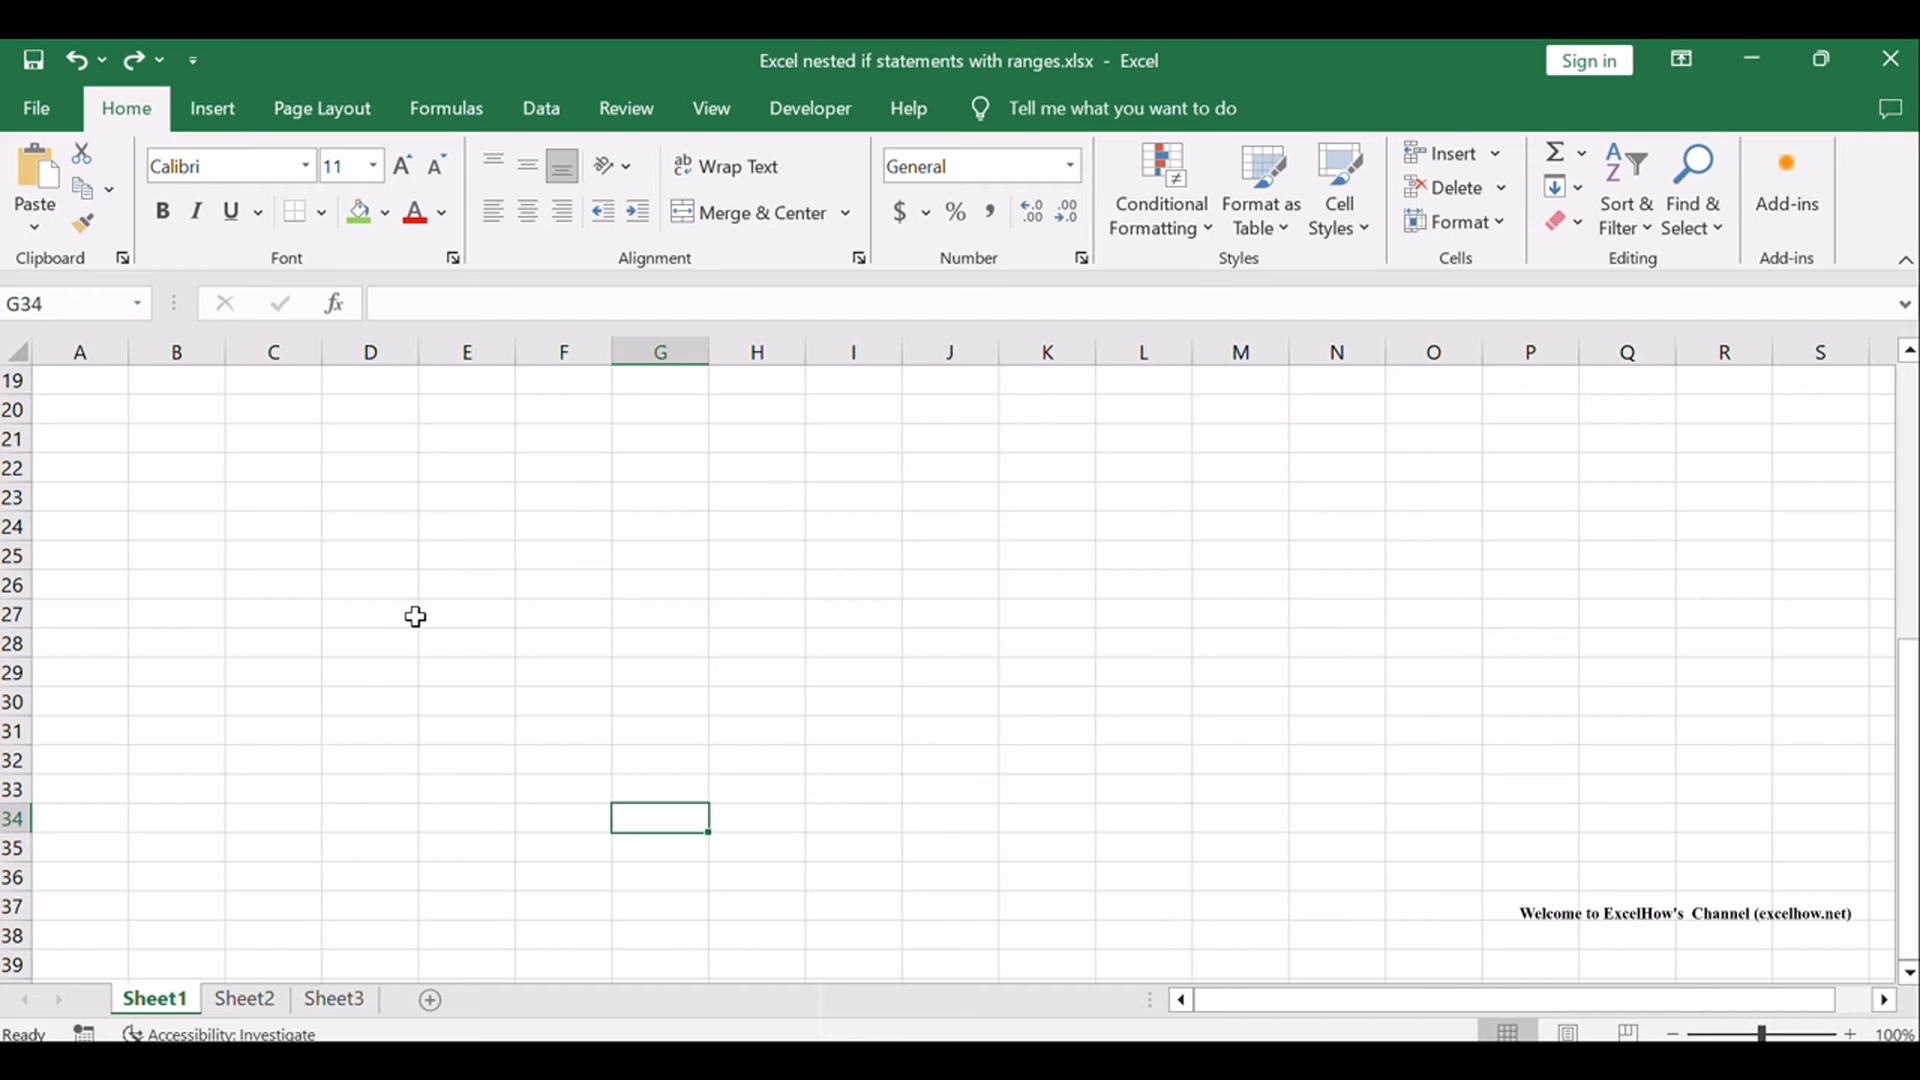 Excel nested if statements with ranges.xlsx - Excel
Sign in
File Home Insert Page Layout Formulas Data Review View Developer Help Tell me what you want to do
Paste
Clipboard
Calibri 11
B I U A
Font
Wrap Text
Merge & Center
Alignment
General
$ % ,
Number
Conditional Formatting
Format as Table
Cell Styles
Styles
Insert
Delete
Format
Cells
Sort & Filter
Find & Select
Editing
Add-ins
Add-ins
G34 fx
A B C D E F G H I J K L M N O P Q R S
19
20
21
22
23
24
25
26
27
28
29
30
31
32
33
34
35
36
37
Welcome to ExcelHow's Channel (excelhow.net)
38
39
Sheet1 Sheet2 Sheet3
Ready Accessibility: Investigate 100%